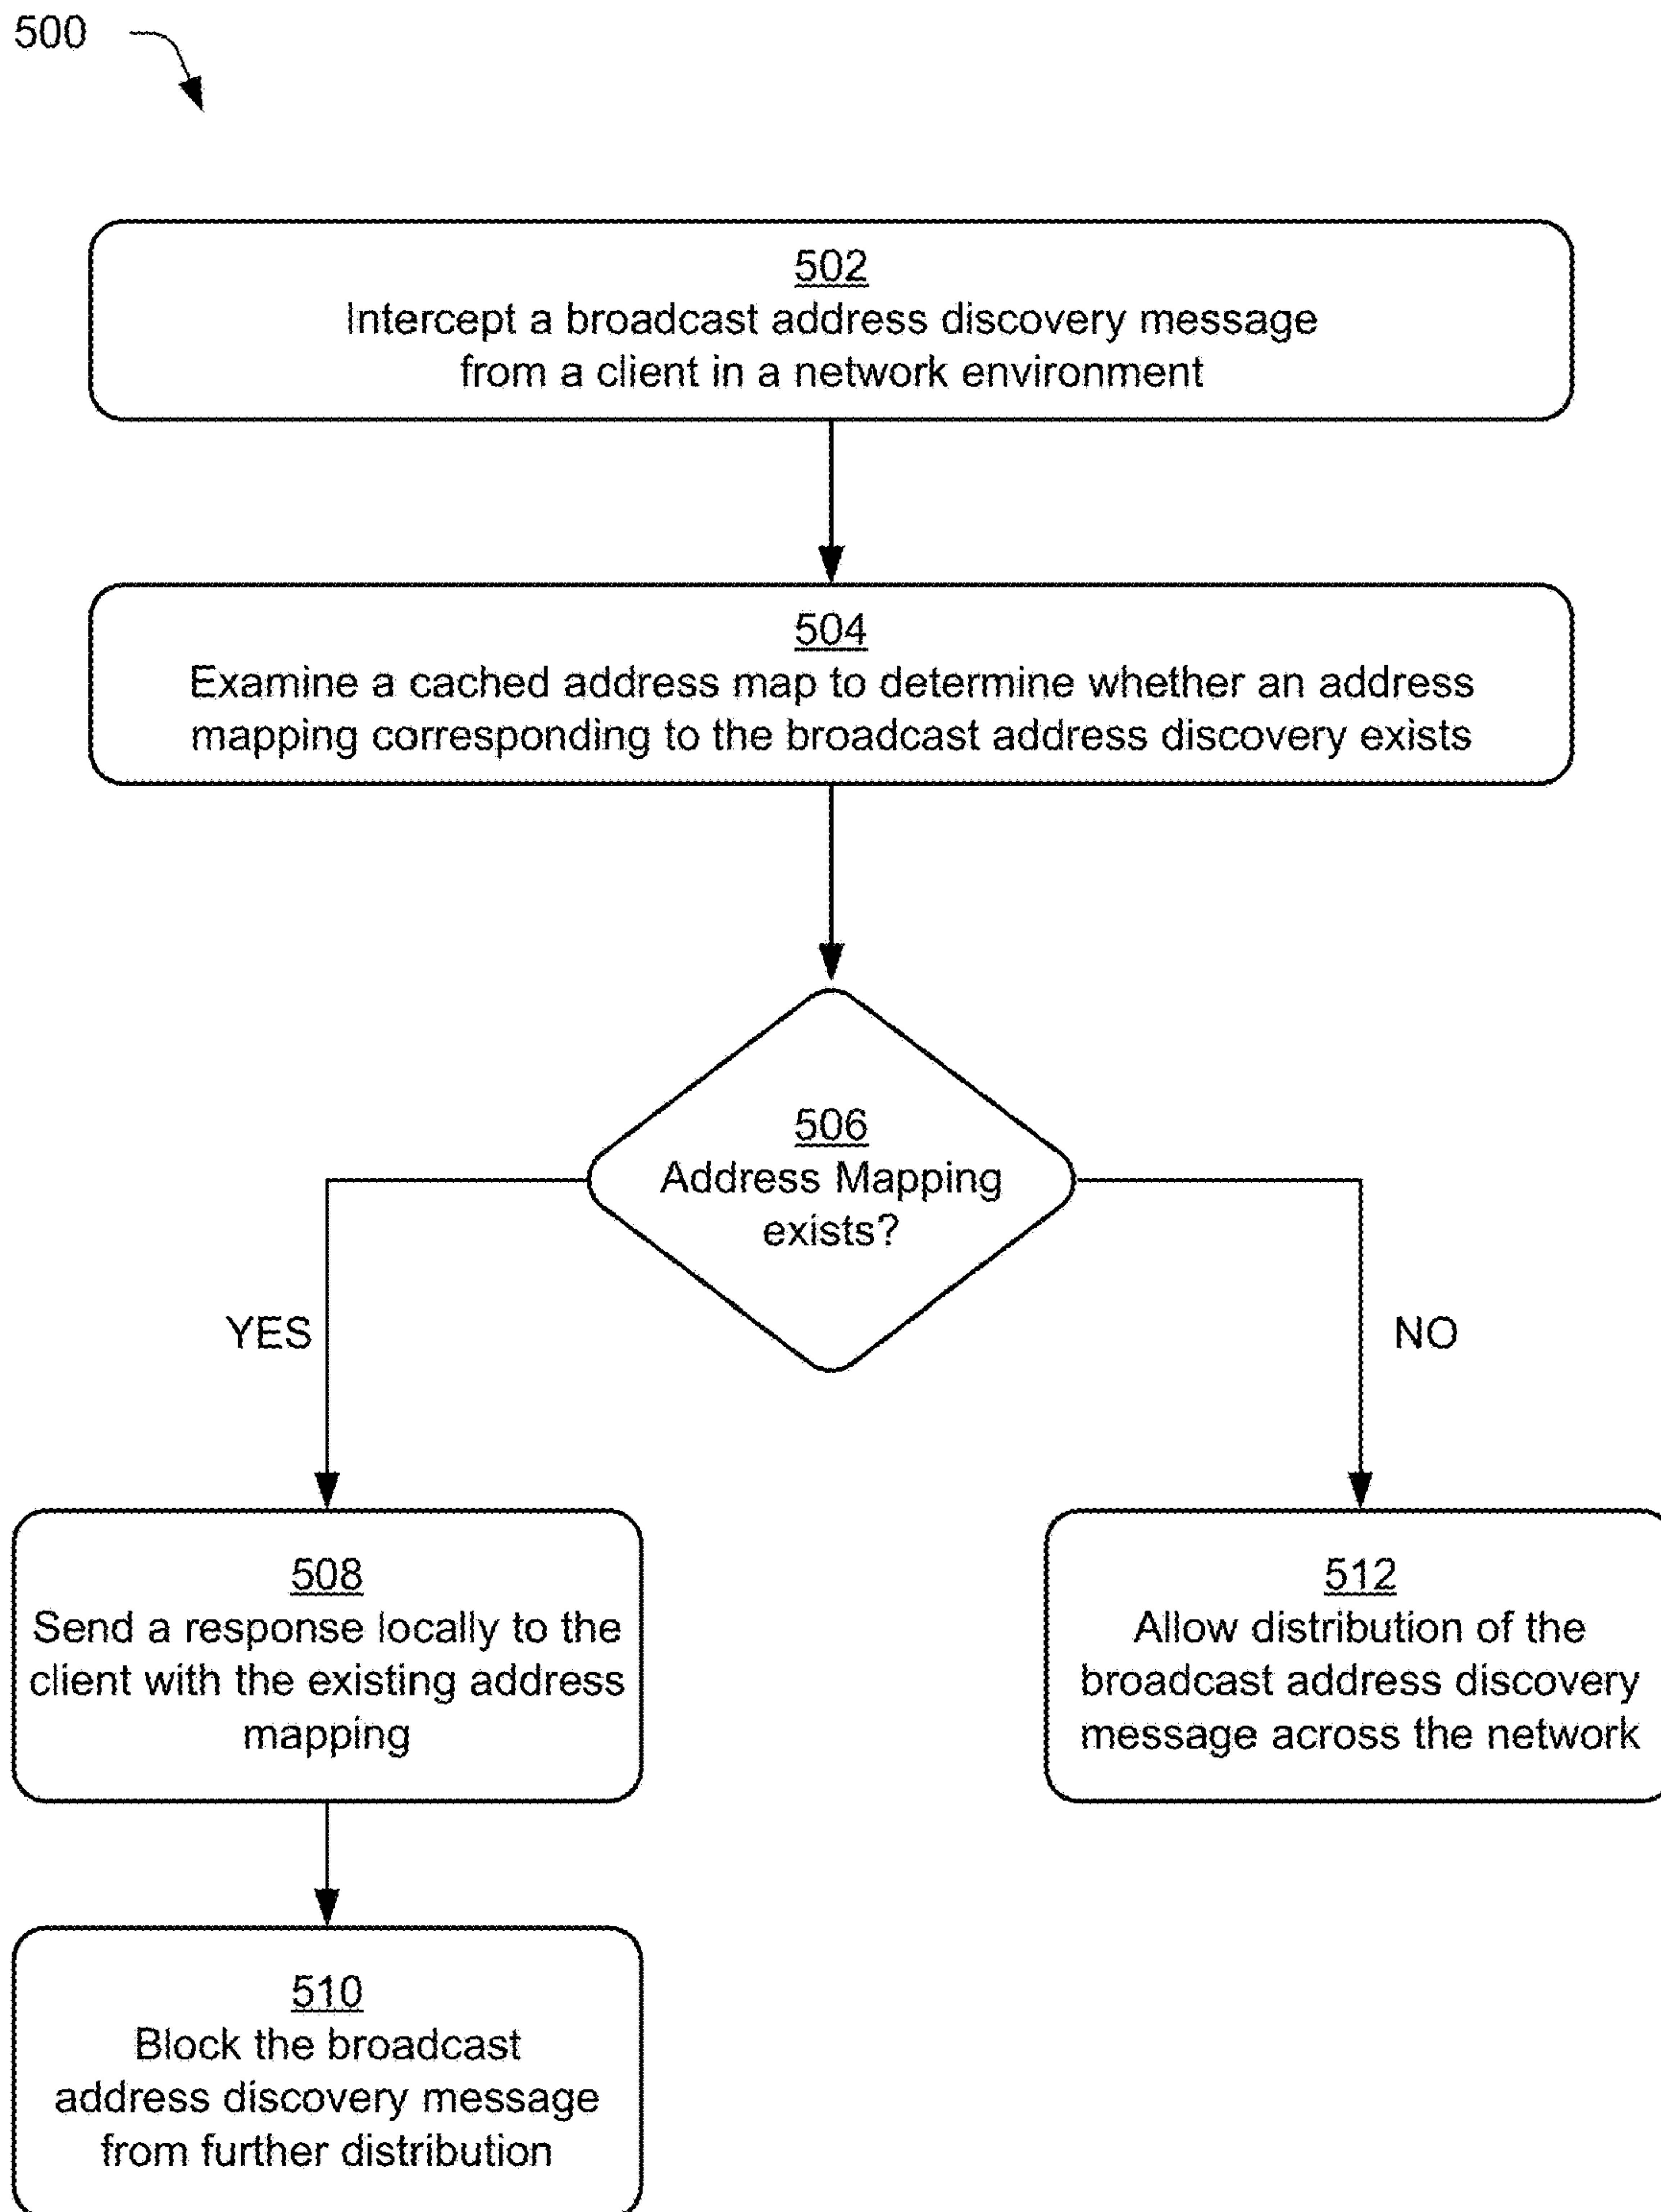 500
502
Intercept a broadcast address discovery message
from a client in a network environment
504
Examine a cached address map to determine whether an address
mapping corresponding to the broadcast address discovery exists
506
Address Mapping
exists?
YES
NO
508
Send a response locally to the
client with the existing address
mapping
512
Allow distribution of the
broadcast address discovery
message across the network
510
Block the broadcast
address discovery message
from further distribution